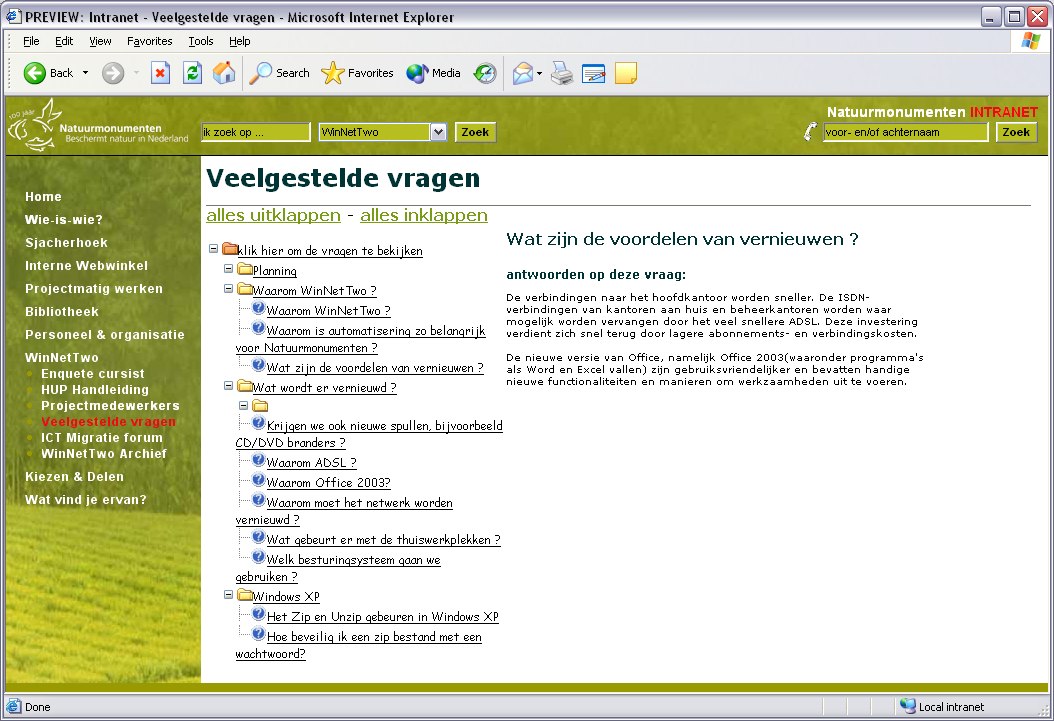 PREVIEW: Intranet - Veelgestelde vragen - Microsoft Internet Explorer
File Edit View Favorites Tools Help
Back Search Favorites Media
100 jaar
Natuurmonumenten
Beschermt natuur in Nederland
ik zoek op ... WinNetTwo Zoek
Natuurmonumenten INTRANET
voor- en/of achternaam Zoek
Home
Wie-is-wie?
Sjacherhoek
Interne Webwinkel
Projectmatig werken
Bibliotheek
Personeel & organisatie
WinNetTwo
Enquete cursist
HUP Handleiding
Projectmedewerkers
Veelgestelde vragen
ICT Migratie forum
WinNetTwo Archief
Kiezen & Delen
Wat vind je ervan?
Veelgestelde vragen
alles uitklappen - alles inklappen
klik hier om de vragen te bekijken
Planning
Waarom WinNetTwo ?
Waarom WinNetTwo ?
Waarom is automatisering zo belangrijk
voor Natuurmonumenten ?
Wat zijn de voordelen van vernieuwen ?
Wat wordt er vernieuwd ?
Krijgen we ook nieuwe spullen, bijvoorbeeld
CD/DVD branders ?
Waarom ADSL ?
Waarom Office 2003?
Waarom moet het netwerk worden
vernieuwd ?
Wat gebeurt er met de thuiswerkplekken ?
Welk besturingsysteem gaan we
gebruiken ?
Windows XP
Het Zip en Unzip gebeuren in Windows XP
Hoe beveilig ik een zip bestand met een
wachtwoord?
Wat zijn de voordelen van vernieuwen ?
antwoorden op deze vraag:
De verbindingen naar het hoofdkantoor worden sneller. De ISDN-
verbindingen van kantoren aan huis en beheerkantoren worden waar
mogelijk worden vervangen door het veel snellere ADSL. Deze investering
verdient zich snel terug door lagere abonnements- en verbindingskosten.
De nieuwe versie van Office, namelijk Office 2003(waaronder programma's
als Word en Excel vallen) zijn gebruiksvriendelijker en bevatten handige
nieuwe functionaliteiten en manieren om werkzaamheden uit te voeren.
Done
Local intranet